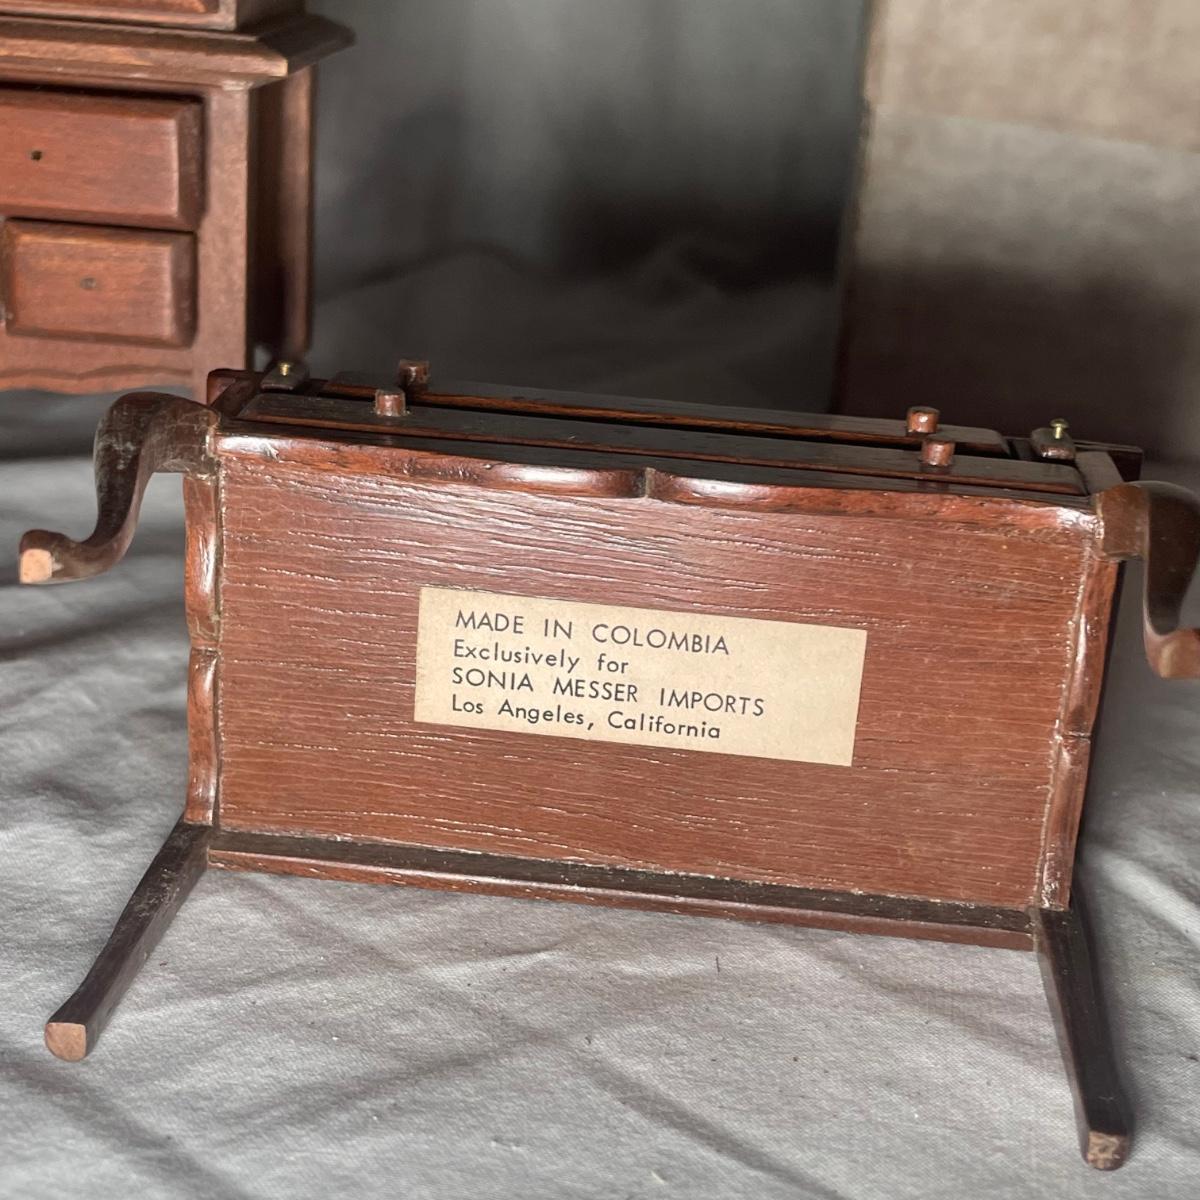 MADE IN COLOMBIA
Exclusively for
SONIA MESSER IMPORTS
Los Angeles, California